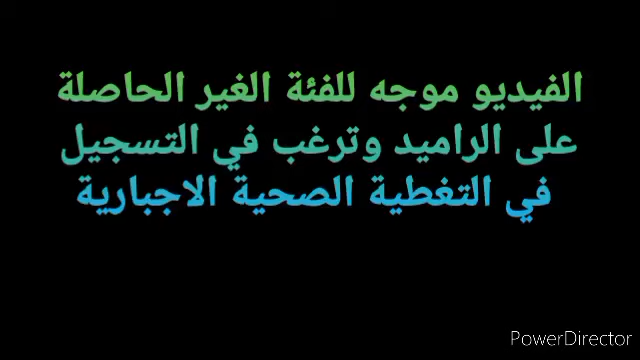 الفيديو موجه للفئة الغير الحاصلة
على الراميد وترغب في التسجيل
في التغطية الصحية الاجبارية
PowerDirector